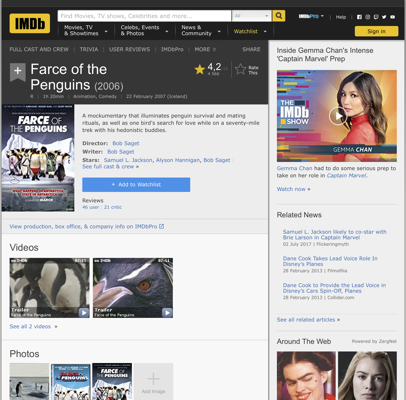 IMDb
Find Movies, TV shows, Celebrities and more...
All
IMDbPro
Help
Movies, TV
& Showtimes
Celebs, Events
& Photos
News &
Community
Watchlist
Sign in
FULL CAST AND CREW | TRIVIA | USER REVIEWS | IMDbPro | MORE
SHARE
Farce of the
Penguins (2006)
4,2
Rate
This
R | 1h 20min | Animation, Comedy | 22 February 2007 (Iceland)
FARCE OF
THE PENGUINS
A mockumentary that illuminates penguin survival and mating
rituals, as well as one bird's search for love while on a seventy-mile
trek with his hedonistic buddies.
Director: Bob Saget
Writer: Bob Saget
Stars: Samuel L. Jackson, Alyson Hannigan, Bob Saget |
See full cast & crew »
+ Add to Watchlist
Reviews
46 user | 21 critic
View production, box office, & company info on IMDbPro
Videos
Trailer
Farce of the Penguins
Trailer
Farce of the Penguins
See all 2 videos »
Photos
Add Image
Inside Gemma Chan's Intense
'Captain Marvel' Prep
THE
IMDb
SHOW
GEMMA CHAN
Gemma Chan had to do some serious prep
to take on her role in Captain Marvel.
Watch now »
Related News
Samuel L. Jackson likely to co-star with
Brie Larson in Captain Marvel
02 July 2017 | Flickeringmyth
Dane Cook Takes Lead Voice Role In
Disney's Planes
28 February 2013 | Filmofilia
Dane Cook to Provide the Lead Voice in
Disney's Cars Spin-Off, Planes
28 February 2013 | Collider.com
See all related articles »
Around The Web
Powered by Zergnet